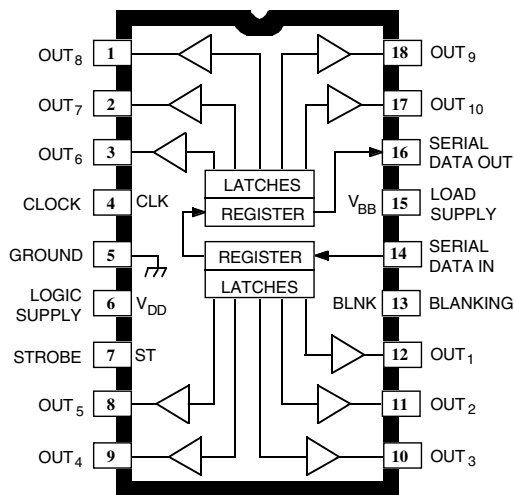 OUT8 1 18 OUT9
OUT7 2 17 OUT10
OUT6 3 16 SERIAL
DATA OUT
LATCHES
CLOCK 4 CLK REGISTER VBB 15 LOAD
SUPPLY
GROUND 5 REGISTER 14 SERIAL
DATA IN
LATCHES
LOGIC
SUPPLY 6 VDD BLNK 13 BLANKING
STROBE 7 ST 12 OUT1
OUT5 8 11 OUT2
OUT4 9 10 OUT3